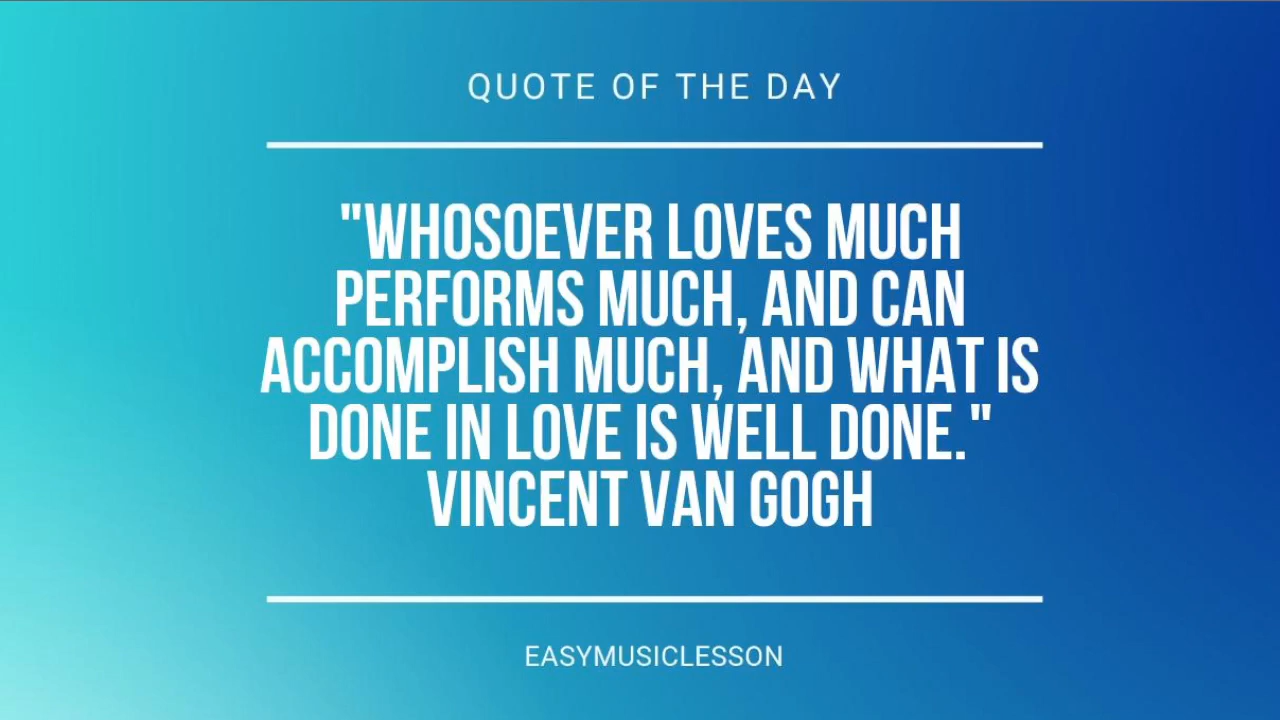 QUOTE OF THE DAY
"WHOSOEVER LOVES MUCH
PERFORMS MUCH, AND CAN
ACCOMPLISH MUCH, AND WHAT IS
DONE IN LOVE IS WELL DONE."
VINCENT VAN GOGH
EASYMUSICLESSON